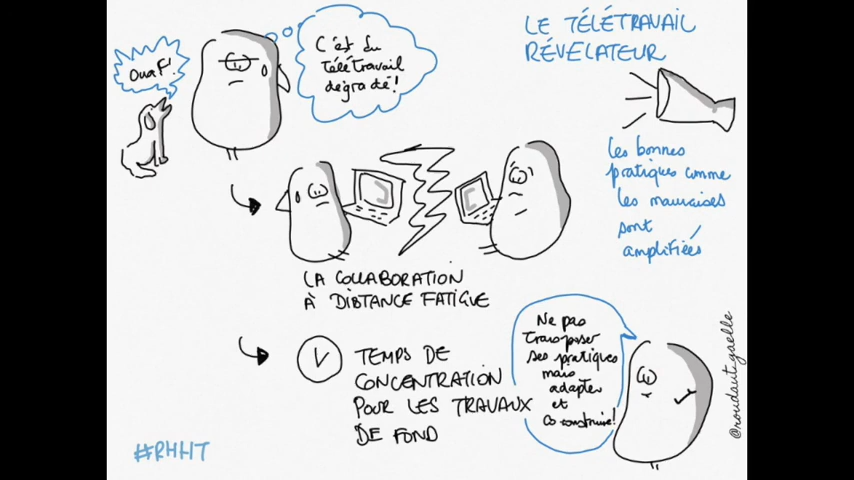 LE TÉLÉTRAVAIL
RÉVELATEUR
OUAF!
C'est du
Télétravail
dégradé!
les bonnes
pratiques comme
les mauvaises
sont
amplifiées
LA COLLABORATION
À DISTANCE FATIGUE
TEMPS DE
CONCENTRATION
POUR LES TRAVAUX
DE FOND
Ne pas
transposer
ses pratiques
mais
adapter
et
co construire!
@roudautgaelle
#RHHT